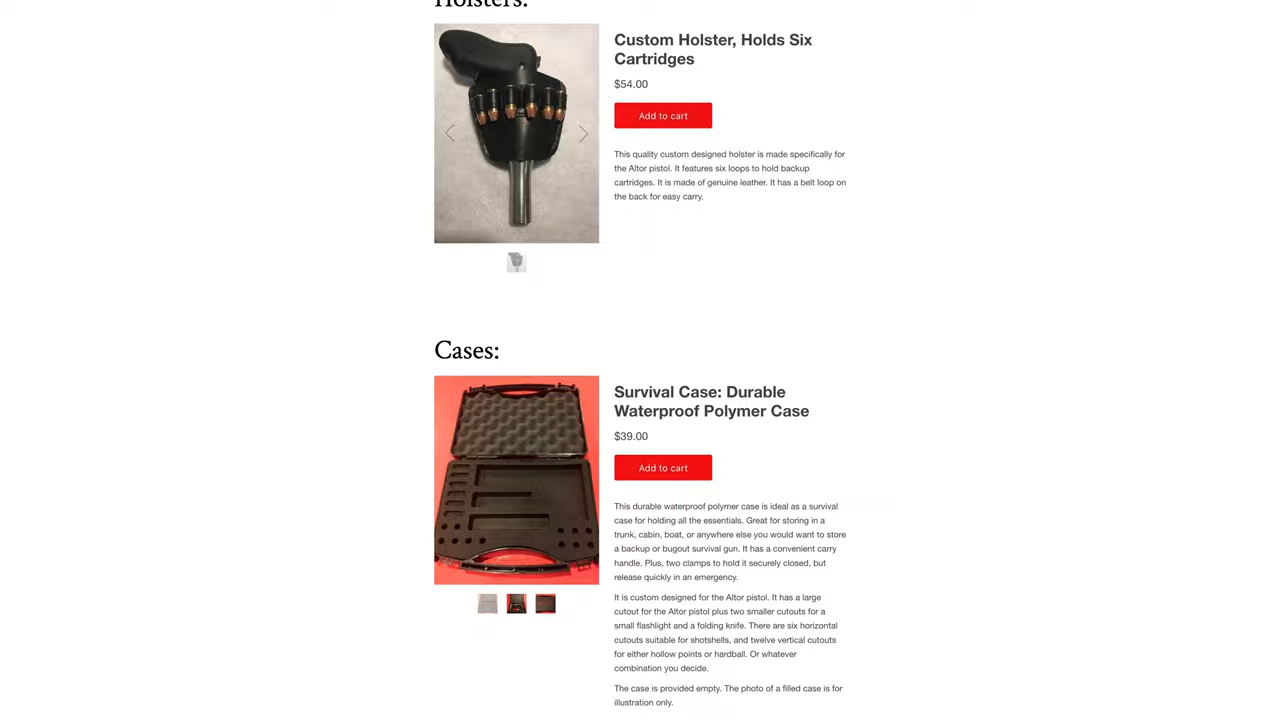 Holsters:
Custom Holster, Holds Six
Cartridges
$54.00
Add to cart
This quality custom designed holster is made specifically for
the Altor pistol. It features six loops to hold backup
cartridges. It is made of genuine leather. It has a belt loop on
the back for easy carry.
Cases:
Survival Case: Durable
Waterproof Polymer Case
$39.00
Add to cart
This durable waterproof polymer case is ideal as a survival
case for holding all the essentials. Great for storing in a
trunk, cabin, boat, or anywhere else you would want to store
a backup or bugout survival gun. It has a convenient carry
handle. Plus, two clamps to hold it securely closed, but
release quickly in an emergency.
It is custom designed for the Altor pistol. It has a large
cutout for the Altor pistol plus two smaller cutouts for a
small flashlight and a folding knife. There are six horizontal
cutouts suitable for shotshells, and twelve vertical cutouts
for either hollow points or hardball. Or whatever
combination you decide.
The case is provided empty. The photo of a filled case is for
illustration only.